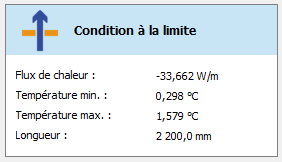 Condition à la limite
Flux de chaleur : -33,662 W/m
Température min. : 0,298 °C
Température max. : 1,579 °C
Longueur : 2 200,0 mm